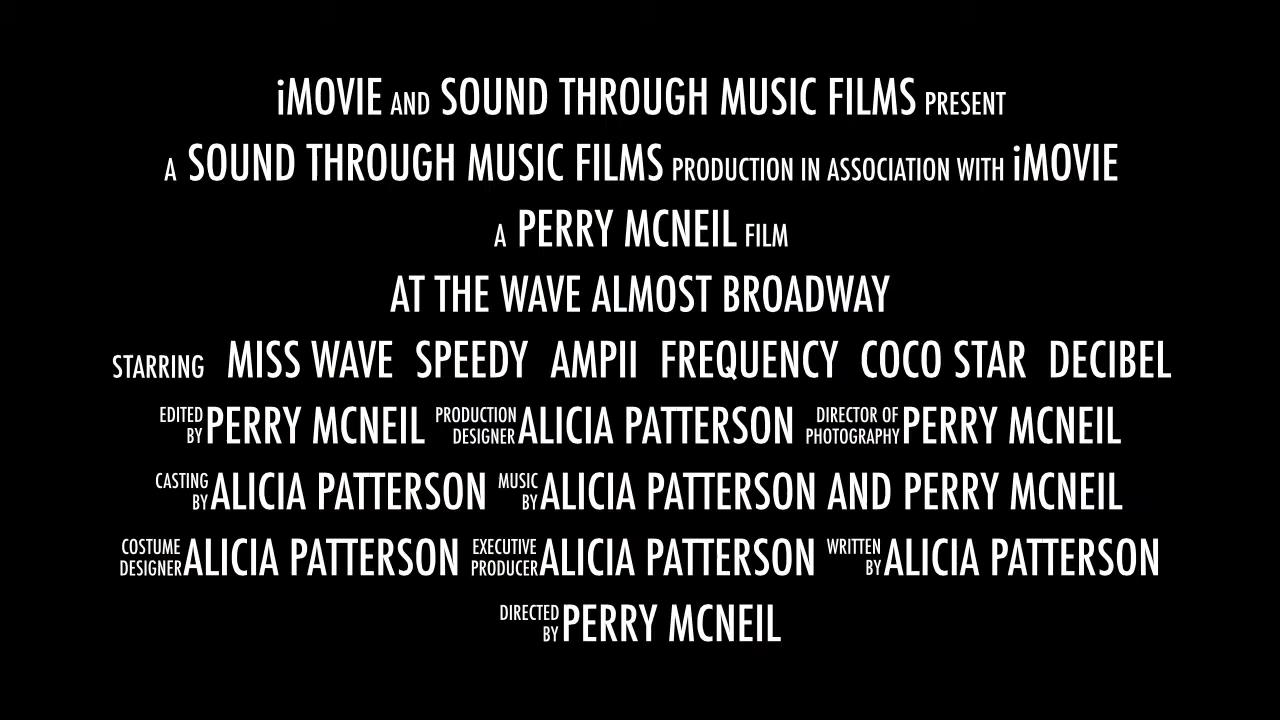 iMOVIE AND SOUND THROUGH MUSIC FILMS PRESENT
A SOUND THROUGH MUSIC FILMS PRODUCTION IN ASSOCIATION WITH iMOVIE
A PERRY MCNEIL FILM
AT THE WAVE ALMOST BROADWAY
STARRING MISS WAVE SPEEDY AMPII FREQUENCY COCO STAR DECIBEL
EDITED BY PERRY MCNEIL PRODUCTION DESIGNER ALICIA PATTERSON DIRECTOR OF PHOTOGRAPHY PERRY MCNEIL
CASTING BY ALICIA PATTERSON MUSIC BY ALICIA PATTERSON AND PERRY MCNEIL
COSTUME DESIGNER ALICIA PATTERSON EXECUTIVE PRODUCER ALICIA PATTERSON WRITTEN BY ALICIA PATTERSON
DIRECTED BY PERRY MCNEIL